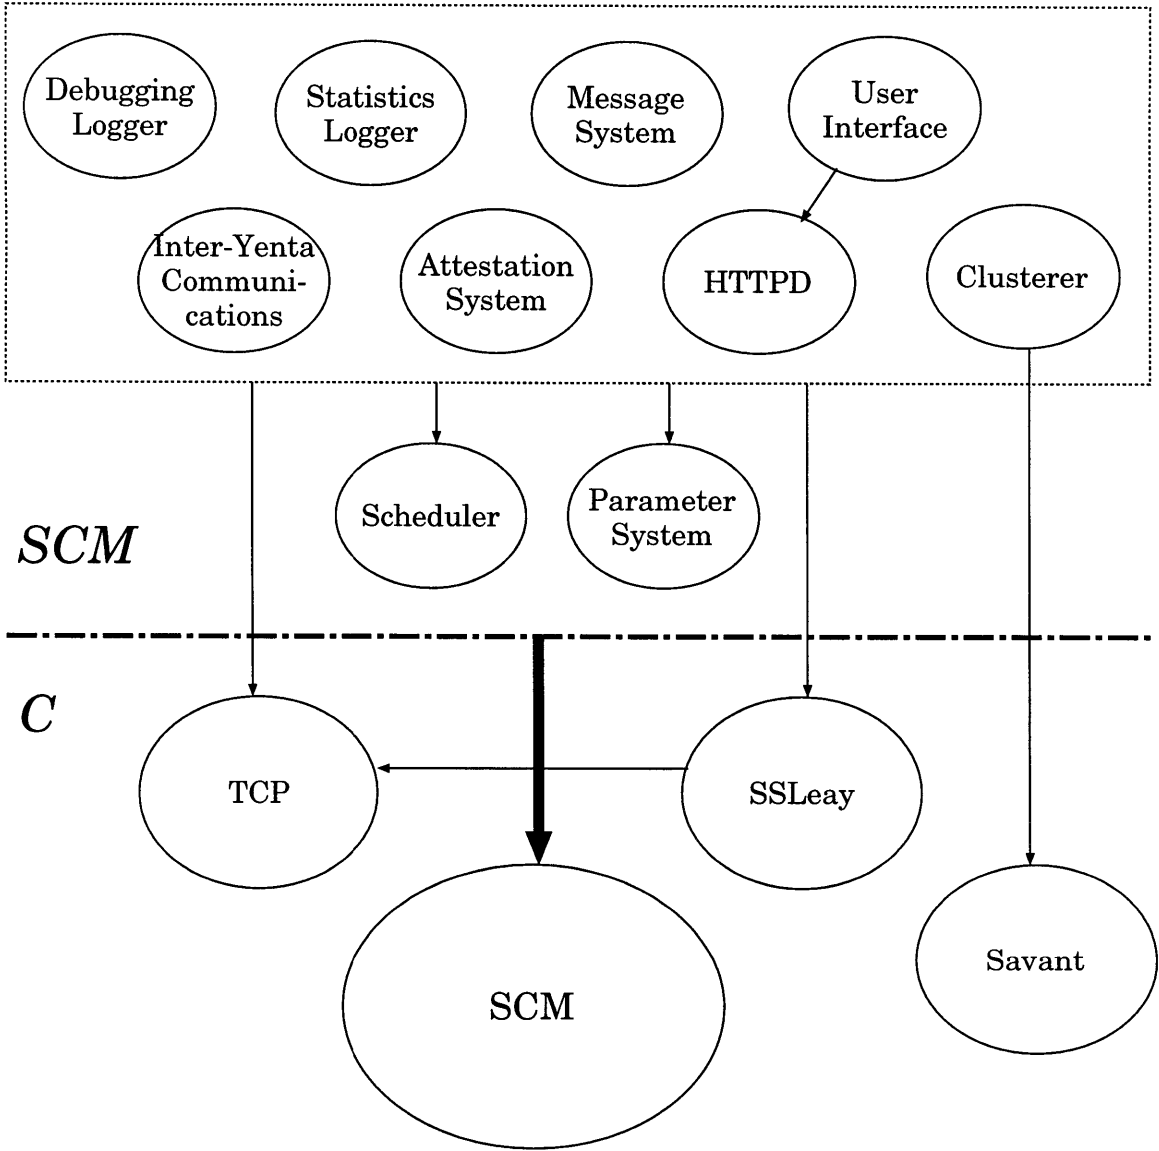 Debugging
Logger
Statistics
Logger
Message
System
User
Interface
Inter-Yenta
Communi-
cations
Attestation
System
HTTPD
Clusterer
Scheduler
Parameter
System
SCM
C
TCP
SSLeay
Savant
SCM